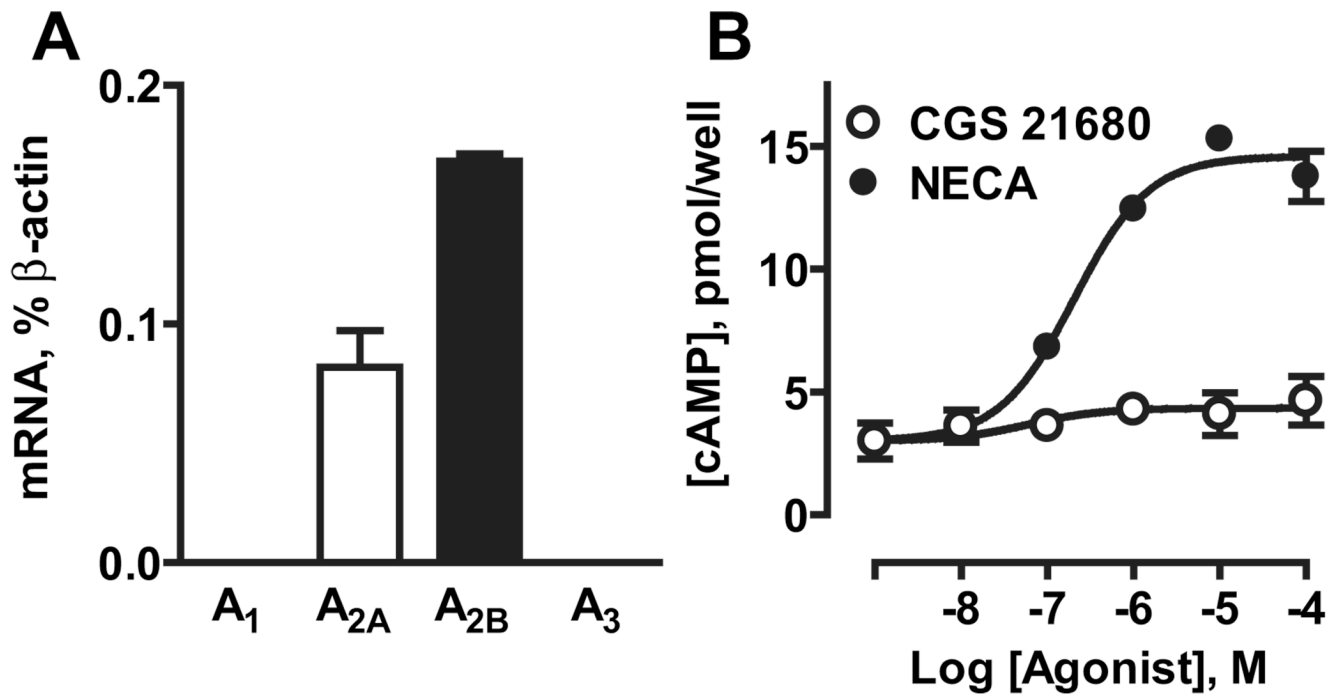 A
mRNA, % β-actin
0.2
0.1
0.0
A1
A2A
A2B
A3
B
[cAMP], pmol/well
CGS 21680
NECA
15
10
5
0
-8
-7
-6
-5
-4
Log [Agonist], M